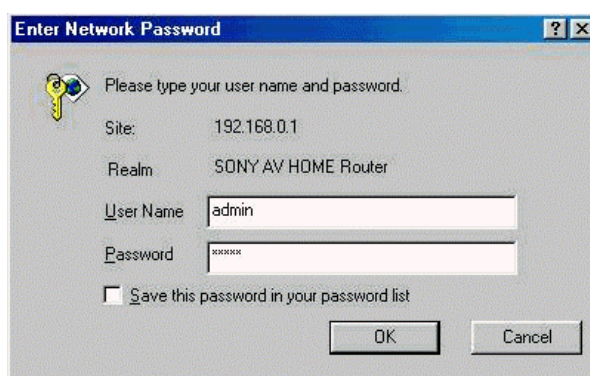 Enter Network Password
Please type your user name and password.
Site: 192.168.0.1
Realm SONY AV HOME Router
User Name admin
Password *****
Save this password in your password list
OK Cancel